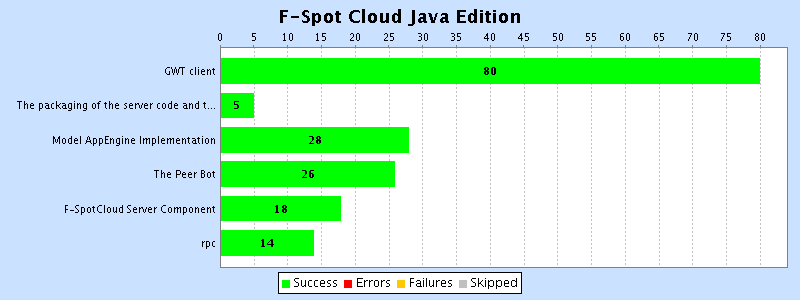 F-Spot Cloud Java Edition
0 5 10 15 20 25 30 35 40 45 50 55 60 65 70 75 80
GWT client 80
The packaging of the server code and t... 5
Model AppEngine Implementation 28
The Peer Bot 26
F-SpotCloud Server Component 18
rpc 14
Success Errors Failures Skipped